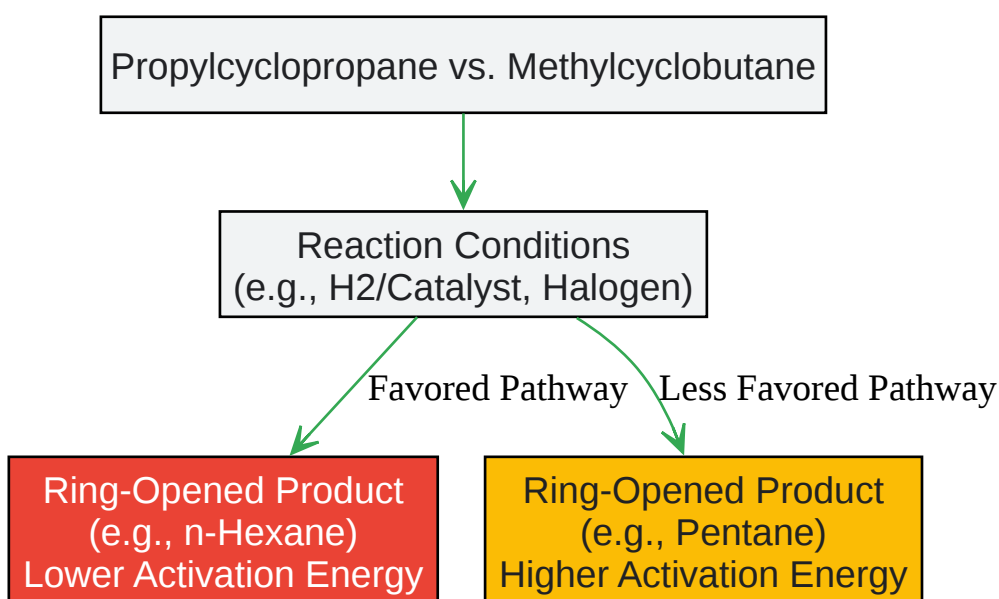 Propylcyclopropane vs. Methylcyclobutane
Reaction Conditions
(e.g., H2/Catalyst, Halogen)
Favored Pathway
Less Favored Pathway
Ring-Opened Product
(e.g., n-Hexane)
Lower Activation Energy
Ring-Opened Product
(e.g., Pentane)
Higher Activation Energy